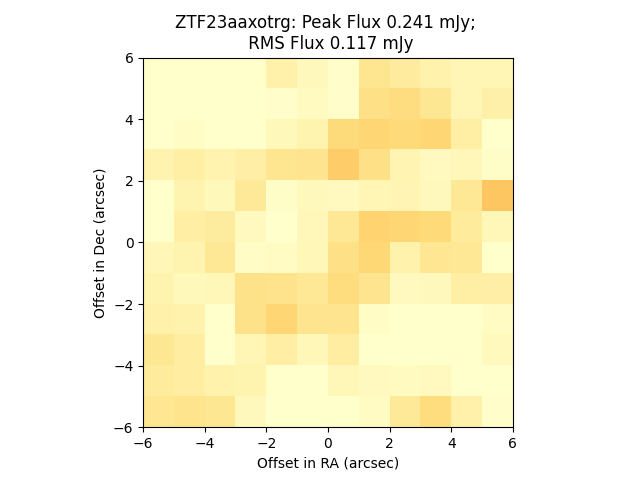 ZTF23aaxotrg: Peak Flux 0.241 mJy;
RMS Flux 0.117 mJy
6
4
2
0
−2
−4
−6
Offset in Dec (arcsec)
−6 −4 −2 0 2 4 6
Offset in RA (arcsec)